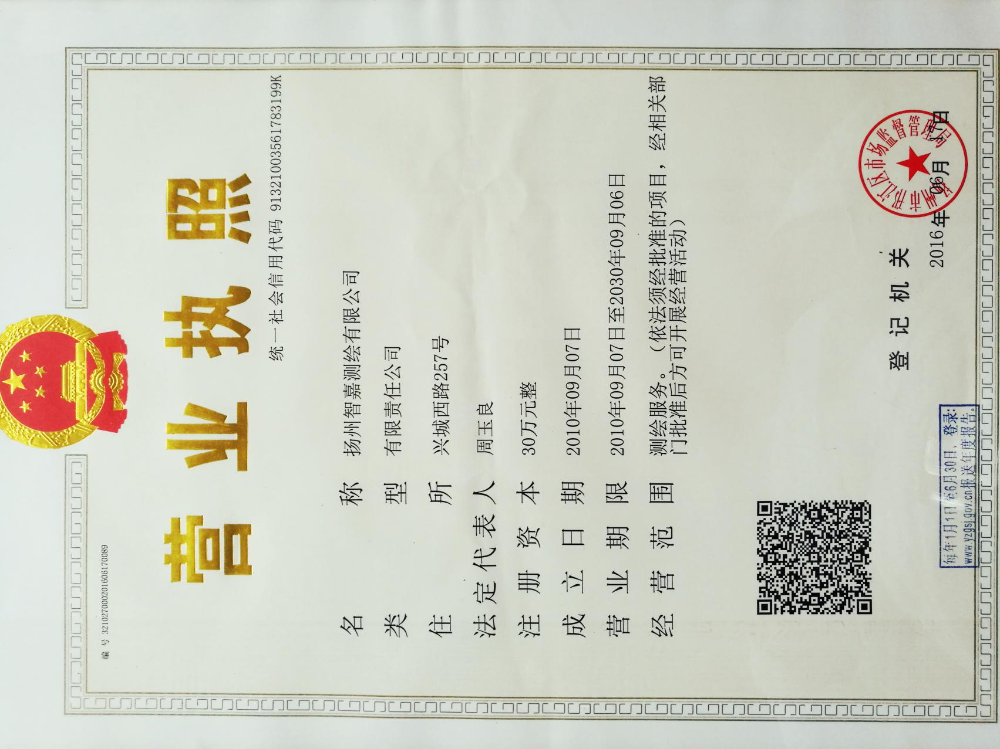 编 号 321027000201606170089
营业执照
统一社会信用代码 91321003561783199K
名称 扬州智嘉测绘有限公司
类型 有限责任公司
住所 兴城西路257号
法定代表人 周玉良
注册资本 30万元整
成立日期 2010年09月07日
营业期限 2010年09月07日至2030年09月06日
经营范围 测绘服务。（依法须经批准的项目，经相关部
门批准后方可开展经营活动）
登记机关
扬州市邗江区市场监督管理局
2016年 06月 17日
每年1月1日至6月30日，登录:
www.yzgsj.gov.cn报送年度报告。